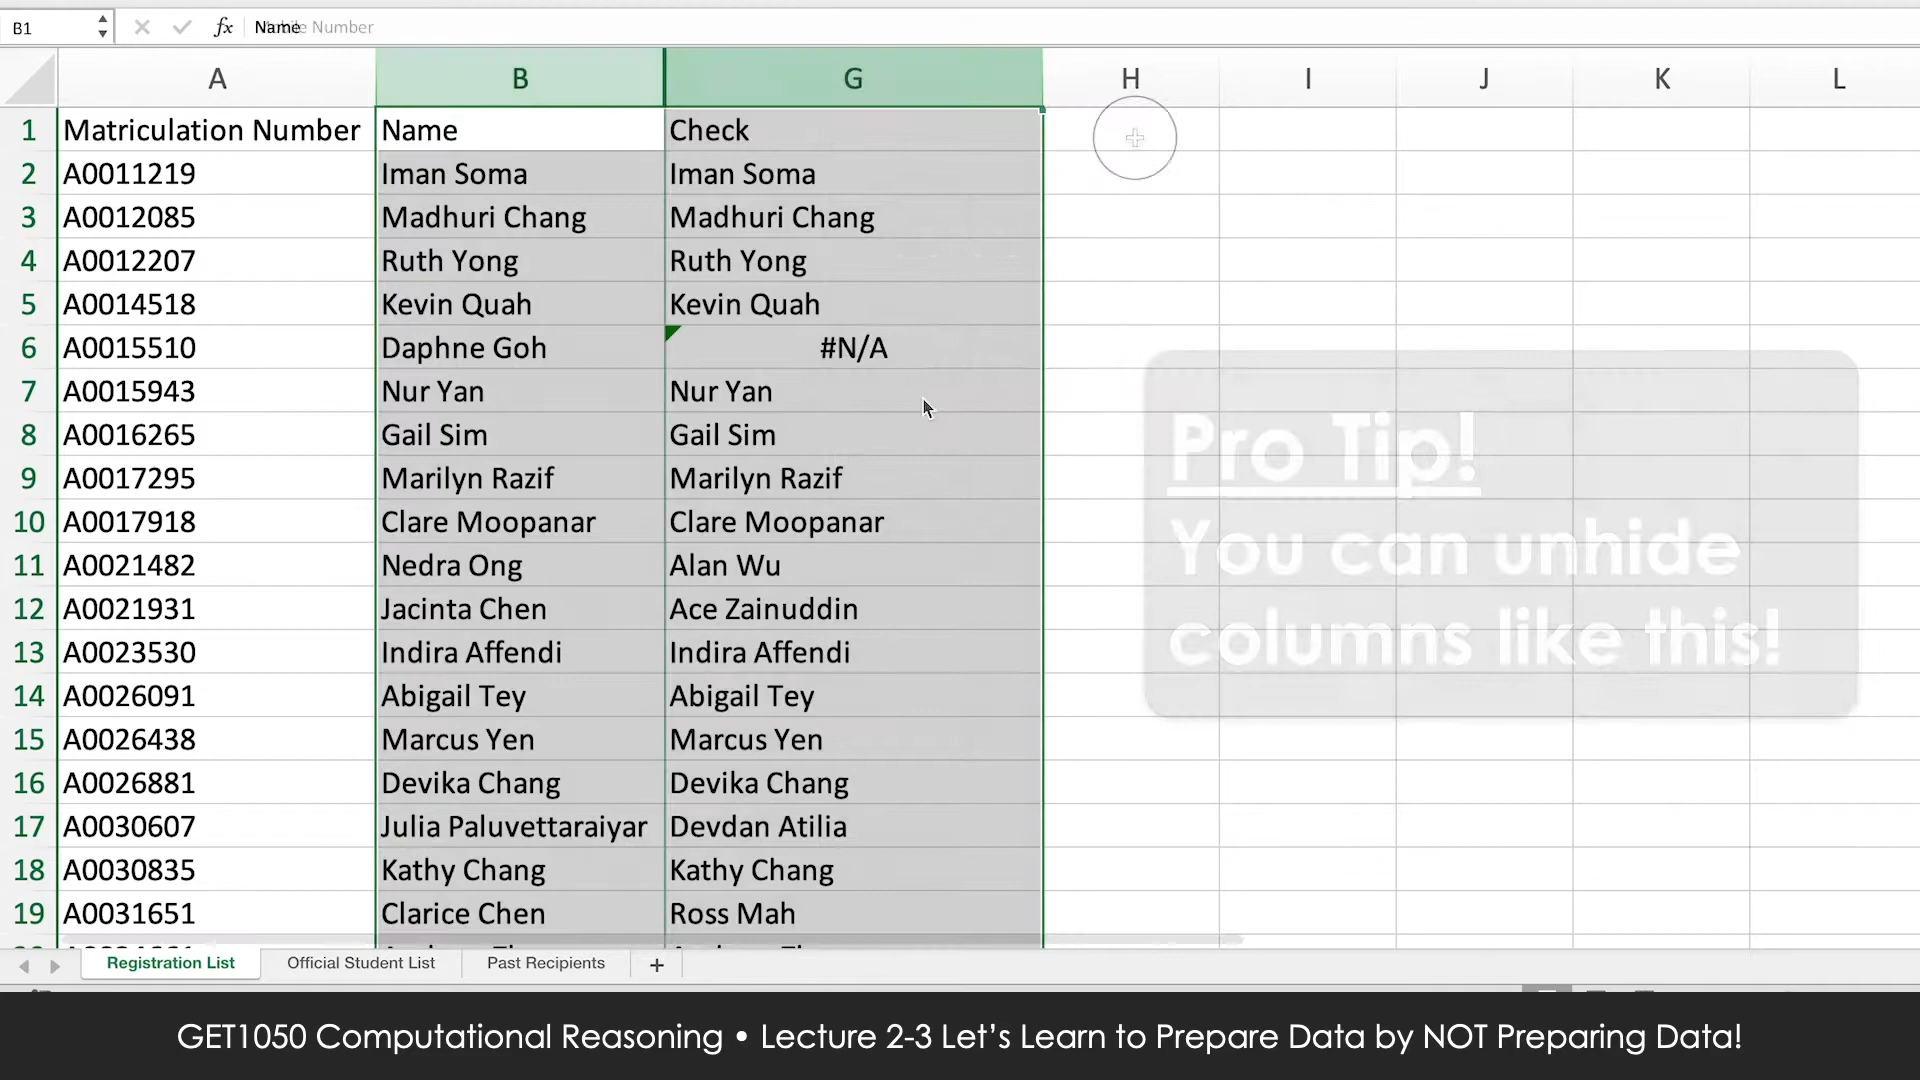 B1 fx Name Number
A B G H I J K L
1 Matriculation Number Name Check
2 A0011219 Iman Soma Iman Soma
3 A0012085 Madhuri Chang Madhuri Chang
4 A0012207 Ruth Yong Ruth Yong
5 A0014518 Kevin Quah Kevin Quah
6 A0015510 Daphne Goh #N/A
7 A0015943 Nur Yan Nur Yan
8 A0016265 Gail Sim Gail Sim
9 A0017295 Marilyn Razif Marilyn Razif
10 A0017918 Clare Moopanar Clare Moopanar
11 A0021482 Nedra Ong Alan Wu
12 A0021931 Jacinta Chen Ace Zainuddin
13 A0023530 Indira Affendi Indira Affendi
14 A0026091 Abigail Tey Abigail Tey
15 A0026438 Marcus Yen Marcus Yen
16 A0026881 Devika Chang Devika Chang
17 A0030607 Julia Paluvettaraiyar Devdan Atilia
18 A0030835 Kathy Chang Kathy Chang
19 A0031651 Clarice Chen Ross Mah
Pro Tip!
You can unhide
columns like this!
Registration List Official Student List Past Recipients +
GET1050 Computational Reasoning • Lecture 2-3 Let’s Learn to Prepare Data by NOT Preparing Data!